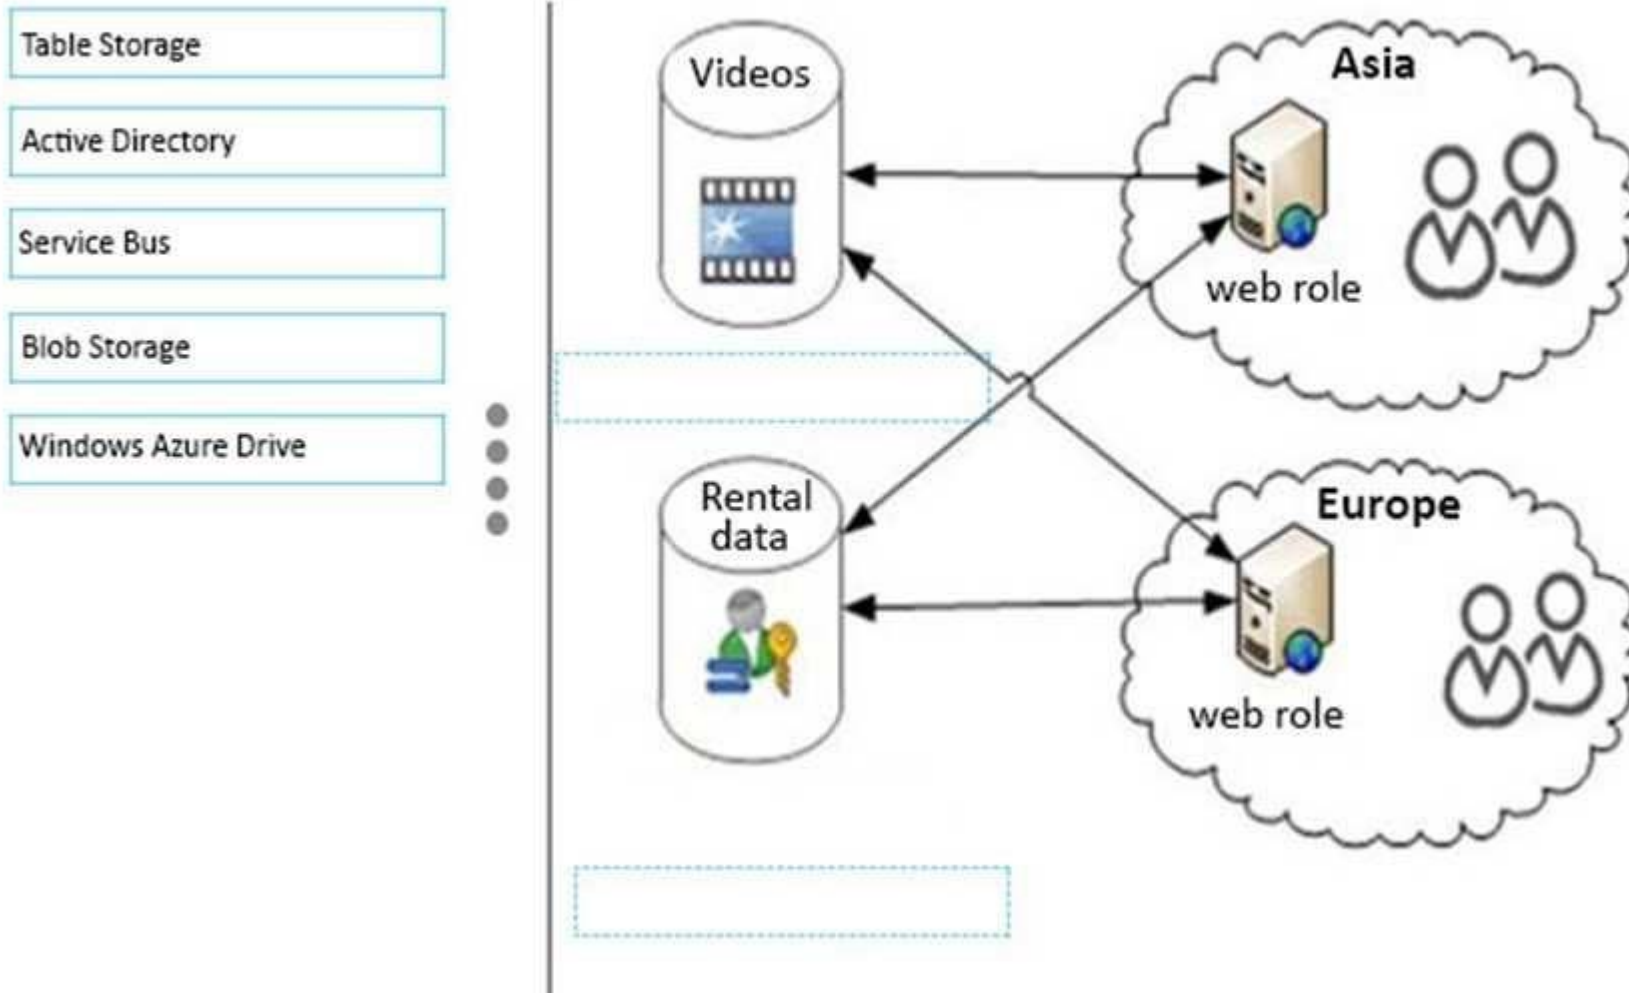 Table Storage
Active Directory
Service Bus
Blob Storage
Windows Azure Drive
Videos
Asia
web role
Rental
data
Europe
web role